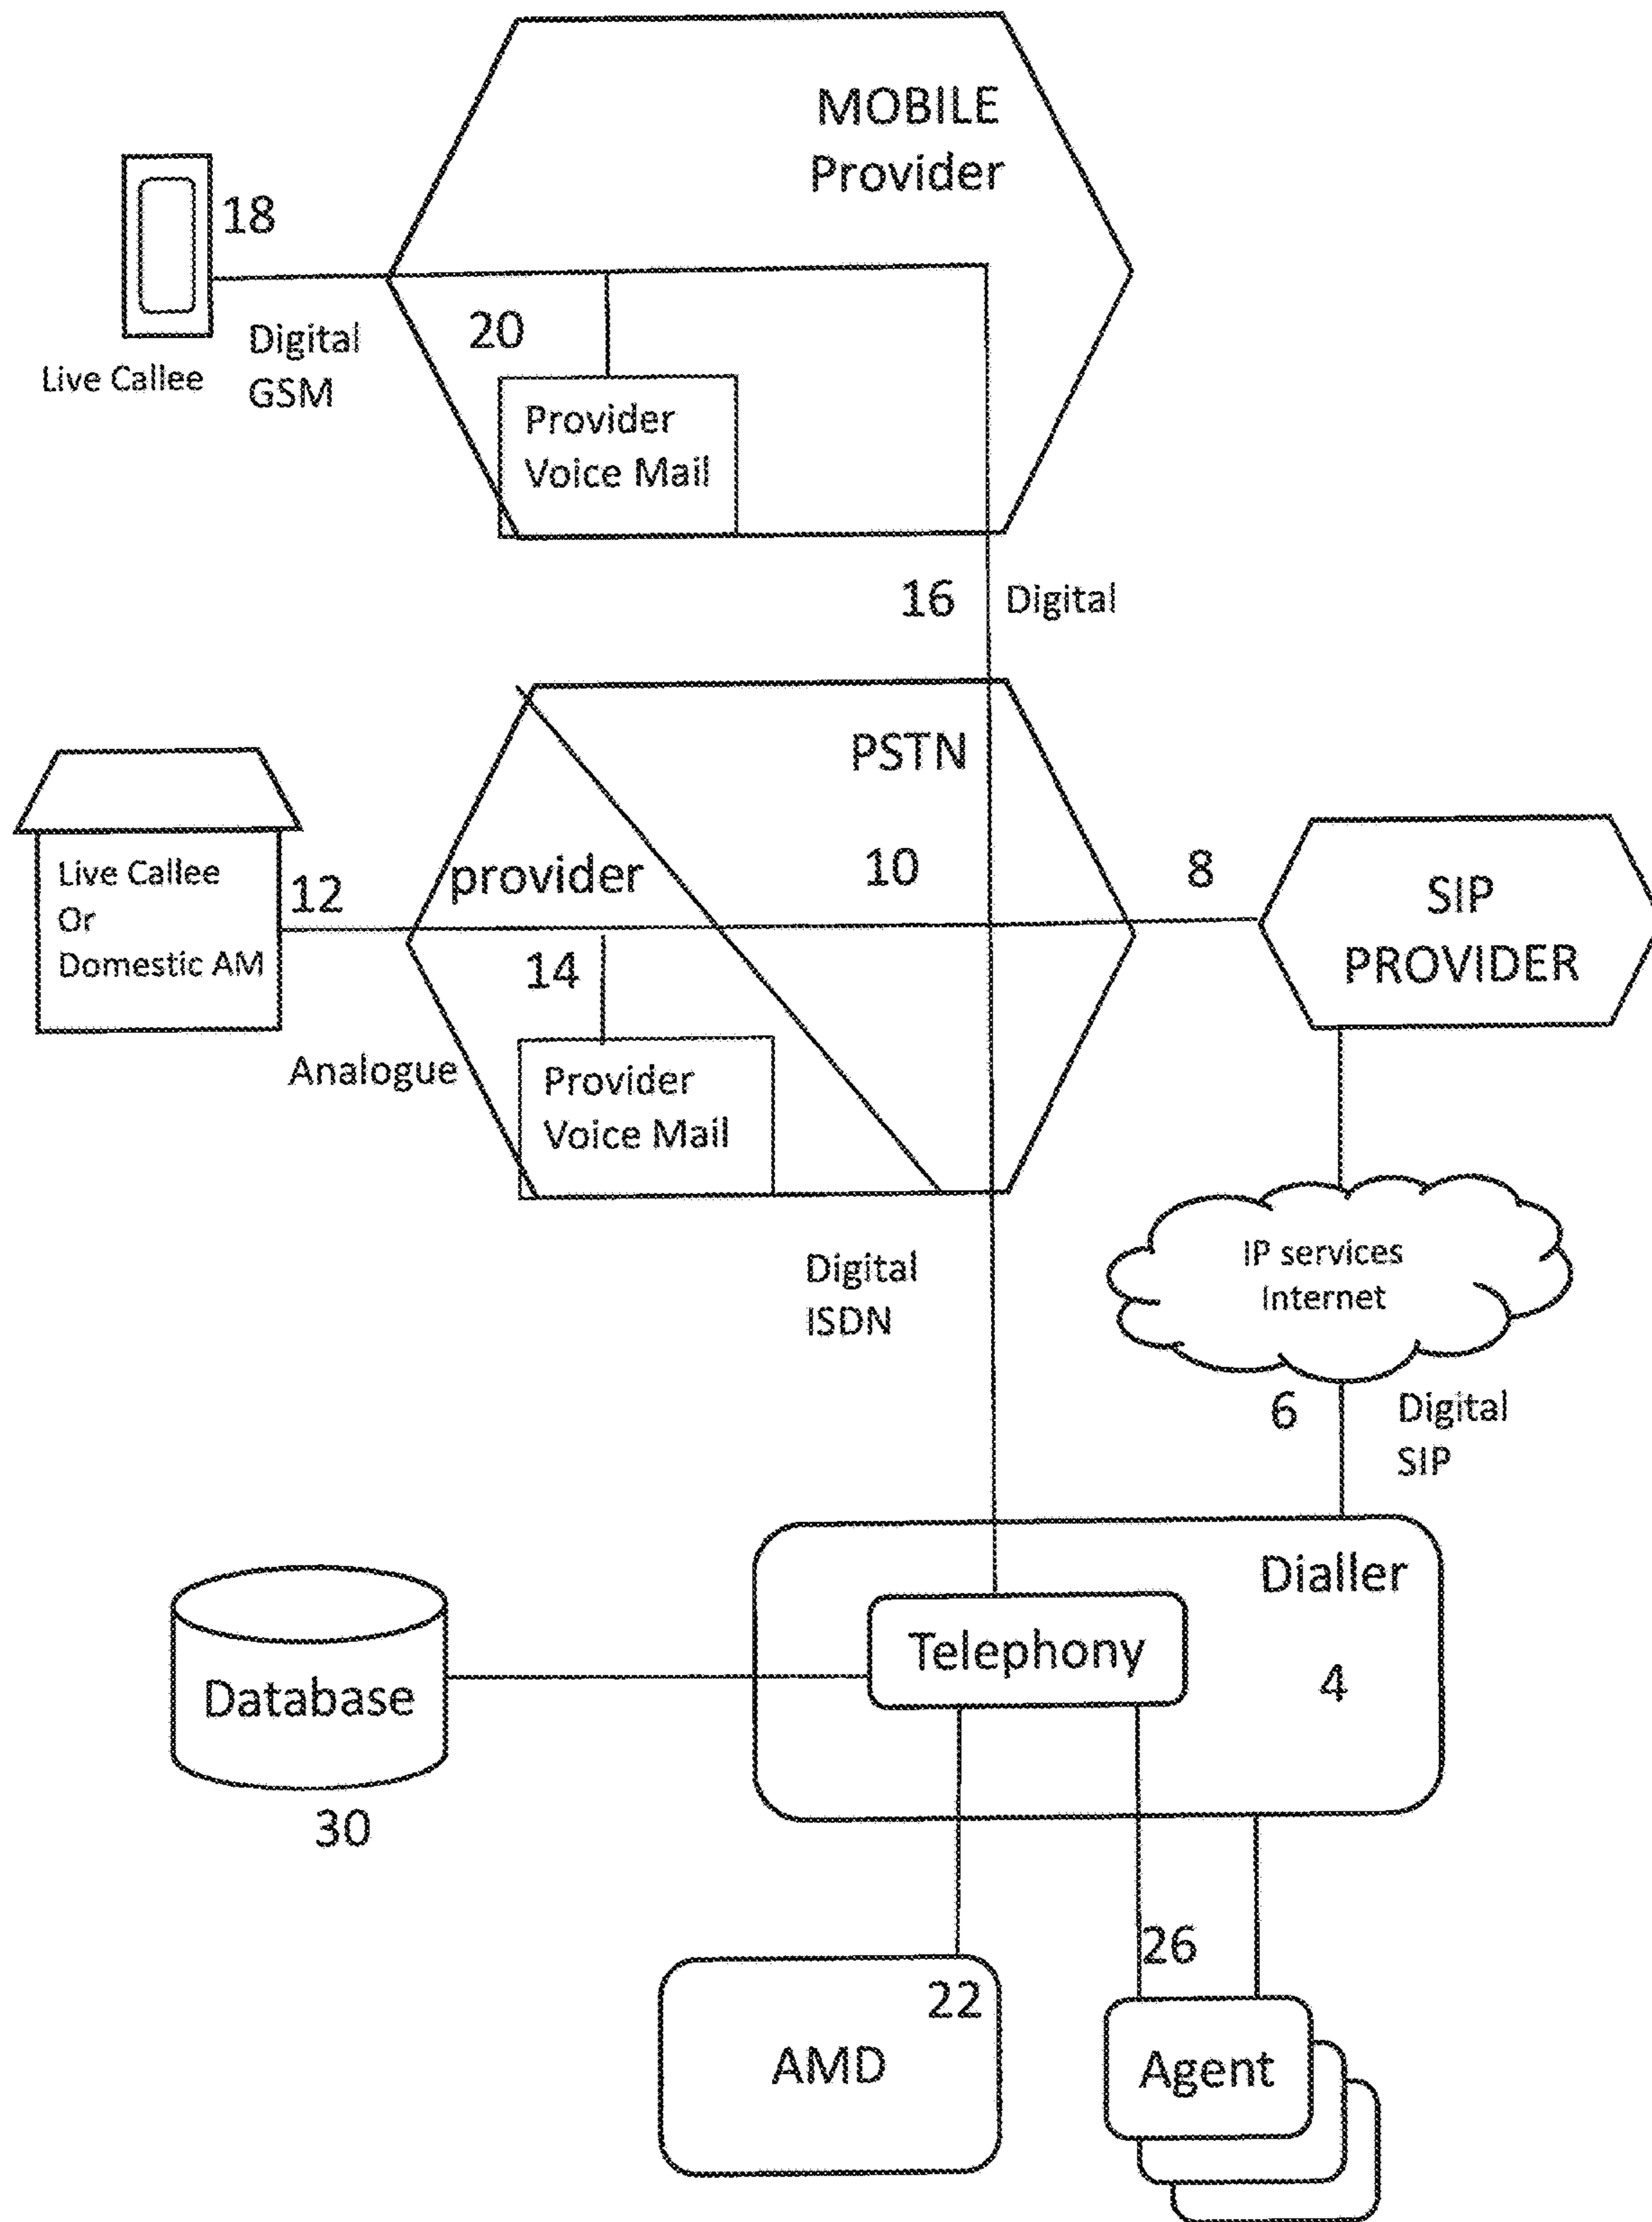 MOBILE
Provider
18
Live Callee
Digital
GSM
20
Provider
Voice Mail
16
Digital
PSTN
10
provider
8
SIP
PROVIDER
Live Callee
Or
Domestic AM
12
14
Analogue
Provider
Voice Mail
Digital
ISDN
IP services
Internet
6
Digital
SIP
Dialler
4
Telephony
Database
30
26
22
AMD
Agent